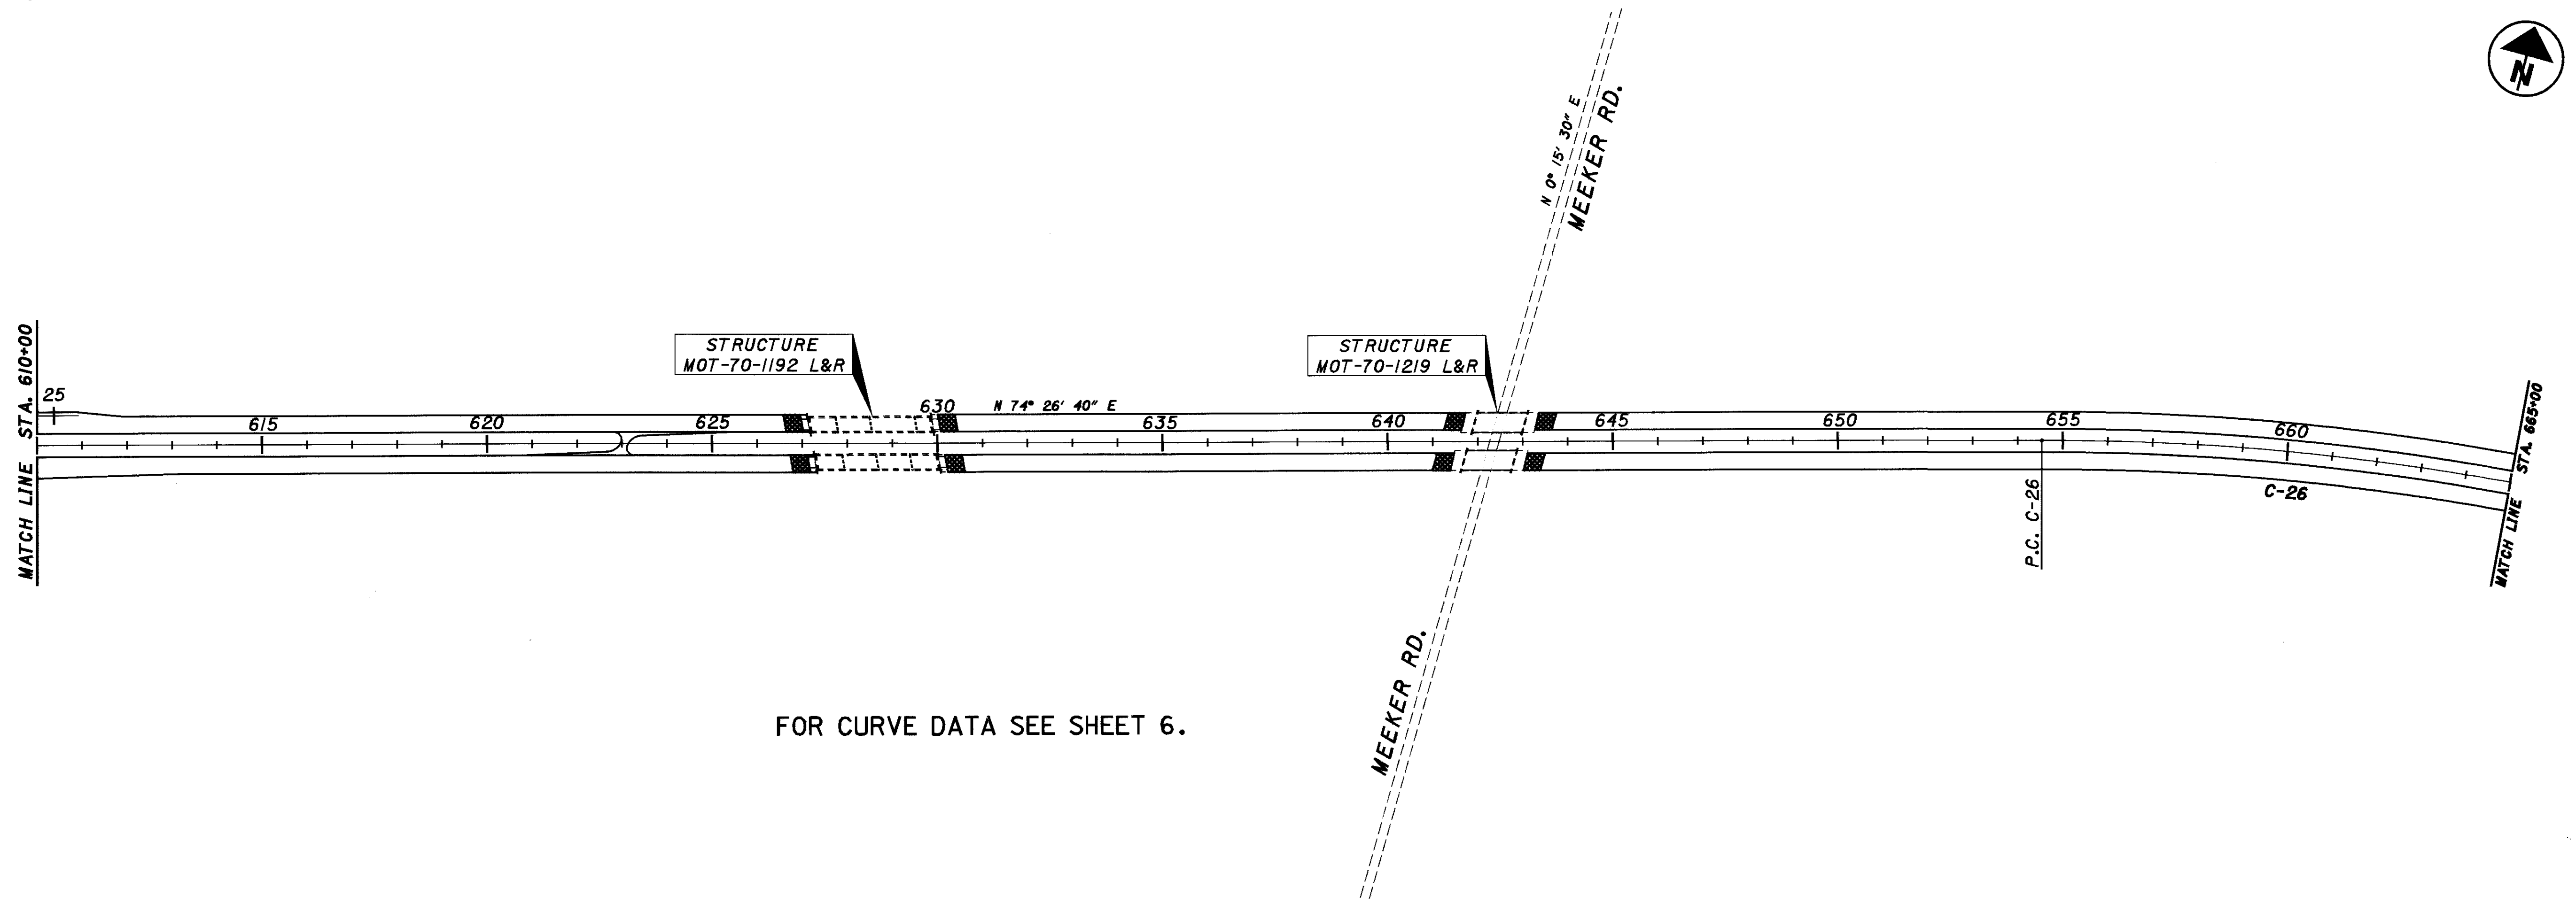 N
N 0° 15' 30" E
MEEKER RD.
MATCH LINE STA. 610+00
25
615
620
625
630
N 74° 26' 40" E
635
640
645
650
655
660
STRUCTURE
MOT-70-1192 L&R
STRUCTURE
MOT-70-1219 L&R
P.C. C-26
C-26
MATCH LINE STA. 665+00
MEEKER RD.
FOR CURVE DATA SEE SHEET 6.